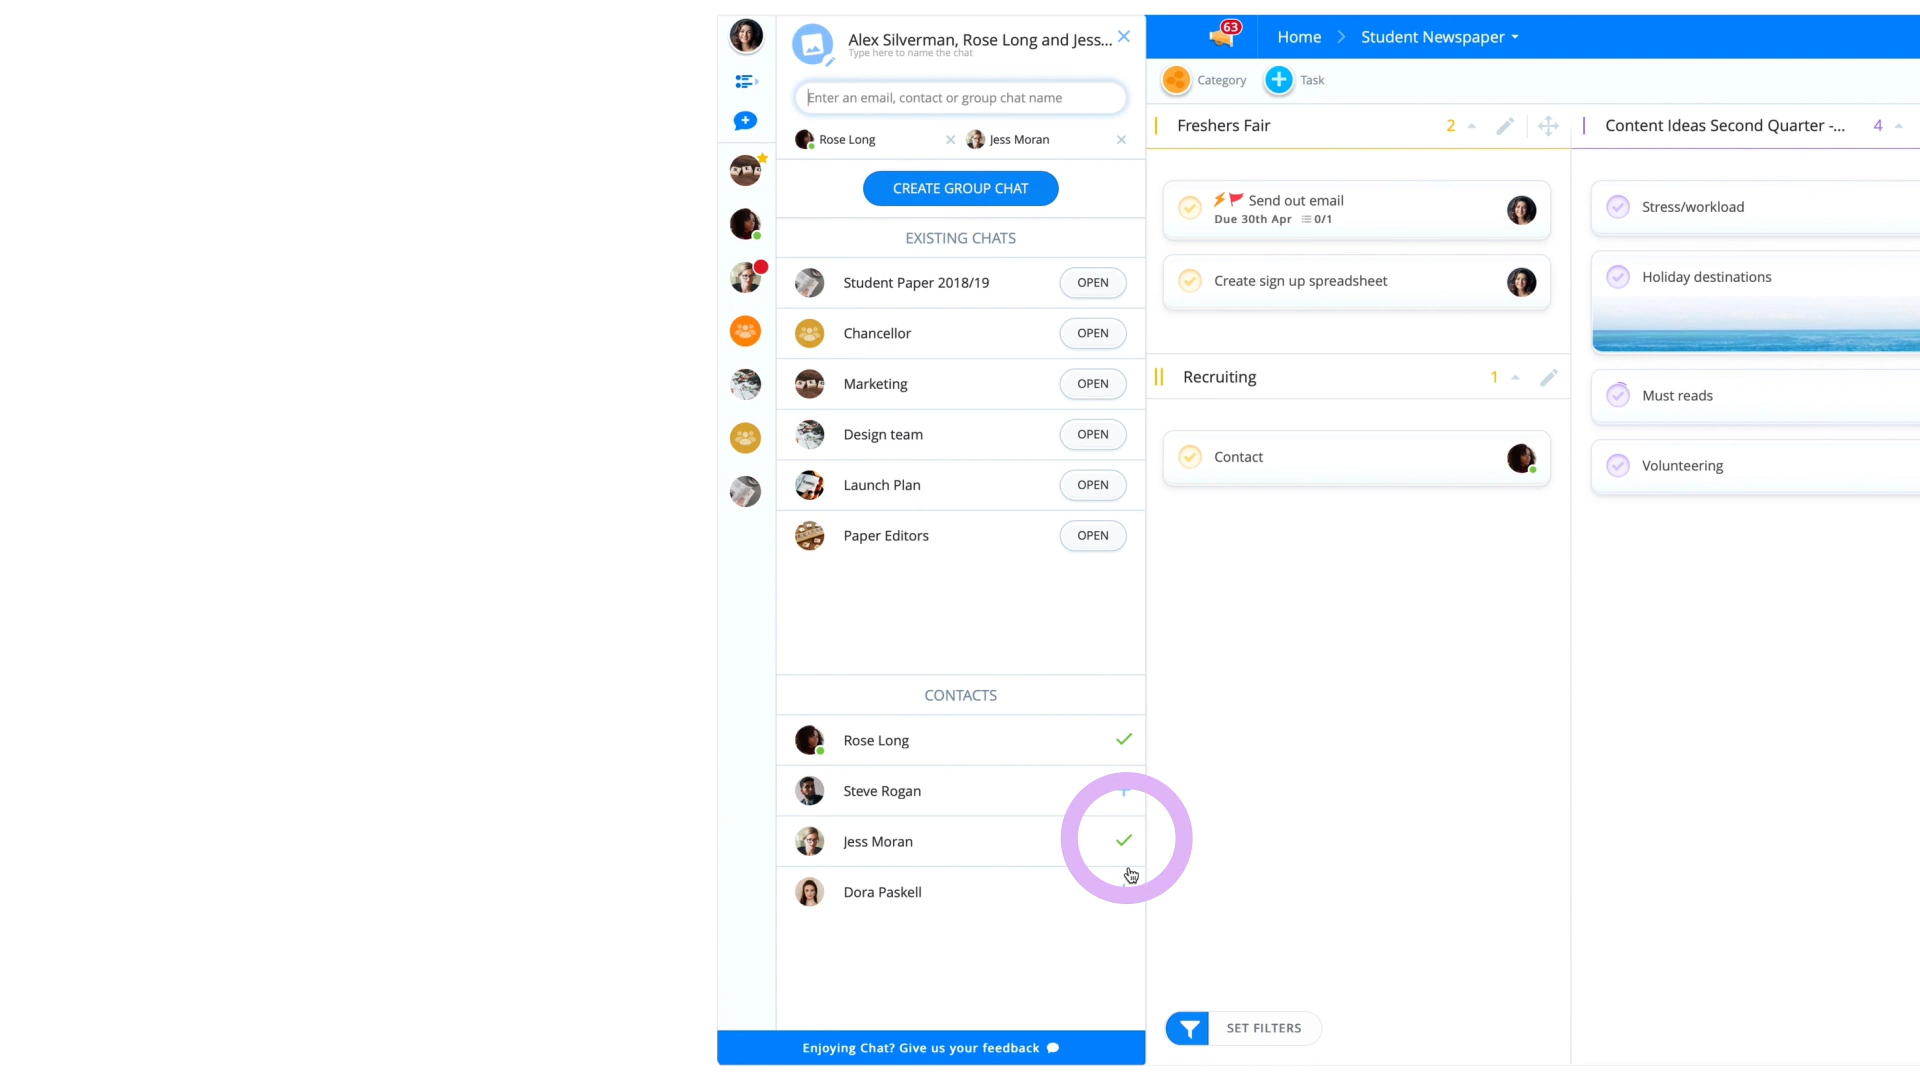 Alex Silverman, Rose Long and Jess...
Type here to name the chat
Enter an email, contact or group chat name
Rose Long
Jess Moran
CREATE GROUP CHAT
EXISTING CHATS
Student Paper 2018/19
OPEN
Chancellor
OPEN
Marketing
OPEN
Design team
OPEN
Launch Plan
OPEN
Paper Editors
OPEN
CONTACTS
Rose Long
Steve Rogan
Jess Moran
Dora Paskell
Enjoying Chat? Give us your feedback
63
Home
Student Newspaper
Category
Task
Freshers Fair
2
Send out email
Due 30th Apr
0/1
Create sign up spreadsheet
Recruiting
1
Contact
SET FILTERS
Content Ideas Second Quarter -...
4
Stress/workload
Holiday destinations
Must reads
Volunteering